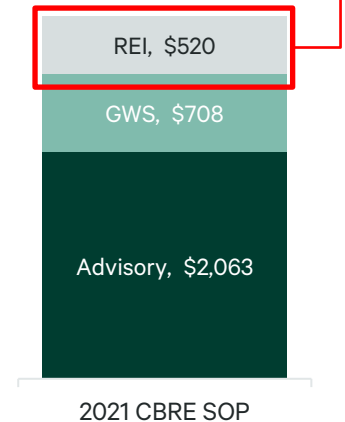 REI, $520
GWS, $708
Advisory, $2,063
2021 CBRE SOP